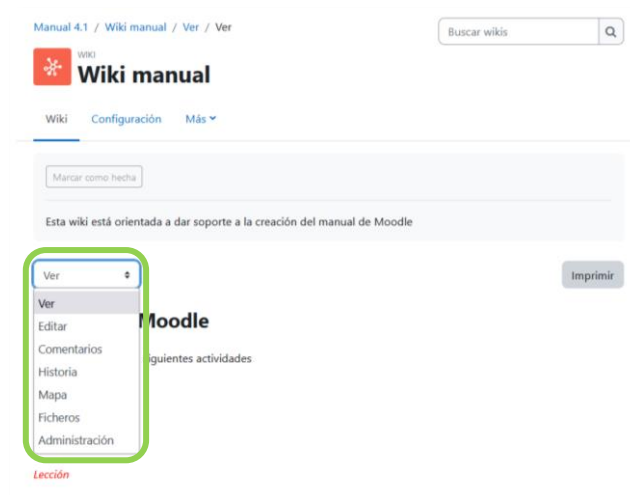 Manual 4.1 / Wiki manual / Ver / Ver
Buscar wikis
WIKI
Wiki manual
Wiki Configuración Más
Marcar como hecha
Esta wiki está orientada a dar soporte a la creación del manual de Moodle
Ver
Imprimir
Ver
Moodle
Editar
Comentarios
siguientes actividades
Historia
Mapa
Ficheros
Administración
Lección